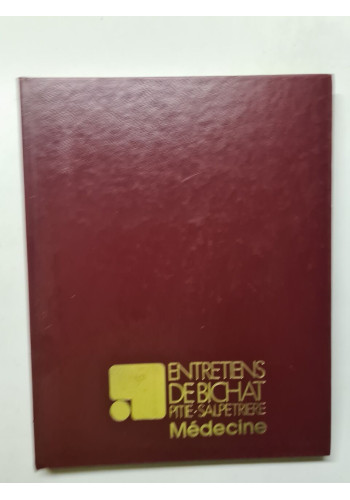 ENTRETIENS
DE BICHAT
PITIE-SALPETRIERE
Médecine